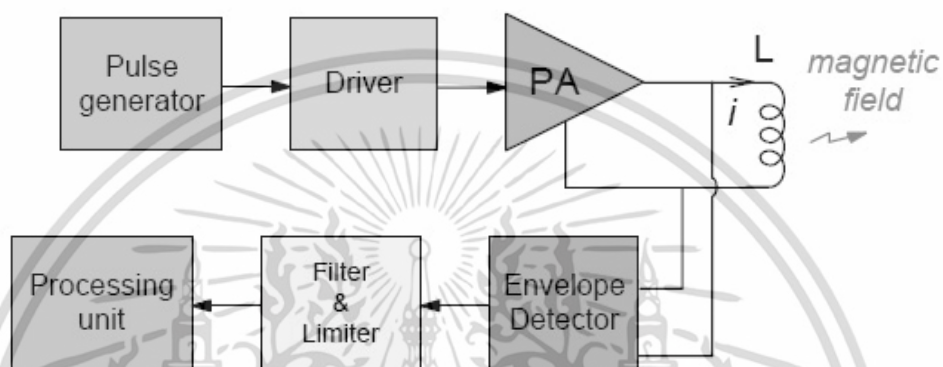 Pulse
generator
Driver
PA
L
i
magnetic
field
Processing
unit
Filter
&
Limiter
Envelope
Detector